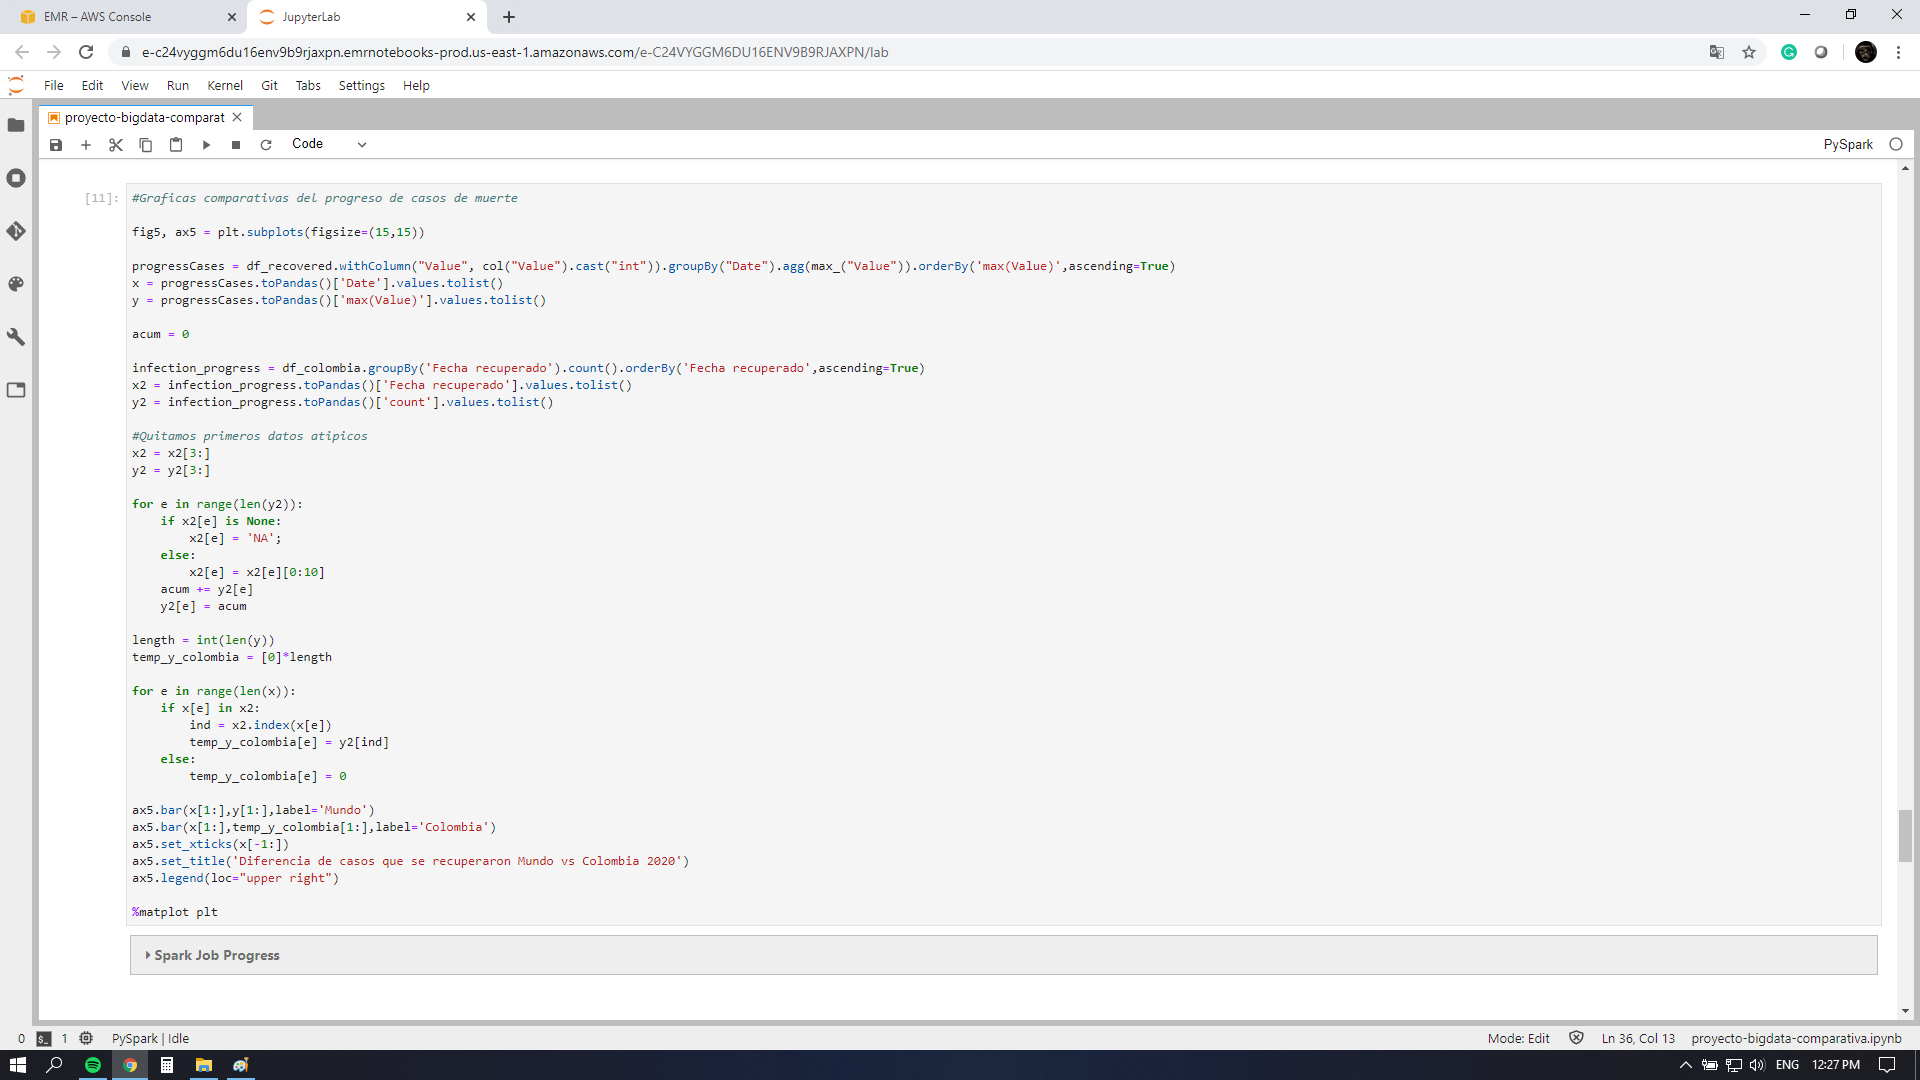 EMR – AWS Console
JupyterLab
e-c24vyggm6du16env9b9rjaxpn.emrnotebooks-prod.us-east-1.amazonaws.com/e-C24VYGGM6DU16ENV9B9RJAXPN/lab
File Edit View Run Kernel Git Tabs Settings Help
proyecto-bigdata-comparat
Code
PySpark
[11]:
#Graficas comparativas del progreso de casos de muerte
fig5, ax5 = plt.subplots(figsize=(15,15))
progressCases = df_recovered.withColumn("Value", col("Value").cast("int")).groupBy("Date").agg(max_("Value")).orderBy('max(Value)',ascending=True)
x = progressCases.toPandas()['Date'].values.tolist()
y = progressCases.toPandas()['max(Value)'].values.tolist()
acum = 0
infection_progress = df_colombia.groupBy('Fecha recuperado').count().orderBy('Fecha recuperado',ascending=True)
x2 = infection_progress.toPandas()['Fecha recuperado'].values.tolist()
y2 = infection_progress.toPandas()['count'].values.tolist()
#Quitamos primeros datos atipicos
x2 = x2[3:]
y2 = y2[3:]
for e in range(len(y2)):
    if x2[e] is None:
        x2[e] = 'NA';
    else:
        x2[e] = x2[e][0:10]
    acum += y2[e]
    y2[e] = acum
length = int(len(y))
temp_y_colombia = [0]*length
for e in range(len(x)):
    if x[e] in x2:
        ind = x2.index(x[e])
        temp_y_colombia[e] = y2[ind]
    else:
        temp_y_colombia[e] = 0
ax5.bar(x[1:],y[1:],label='Mundo')
ax5.bar(x[1:],temp_y_colombia[1:],label='Colombia')
ax5.set_xticks(x[-1:])
ax5.set_title('Diferencia de casos que se recuperaron Mundo vs Colombia 2020')
ax5.legend(loc="upper right")
%matplot plt
Spark Job Progress
0 $_ 1 PySpark | Idle Mode: Edit Ln 36, Col 13 proyecto-bigdata-comparativa.ipynb
ENG 12:27 PM